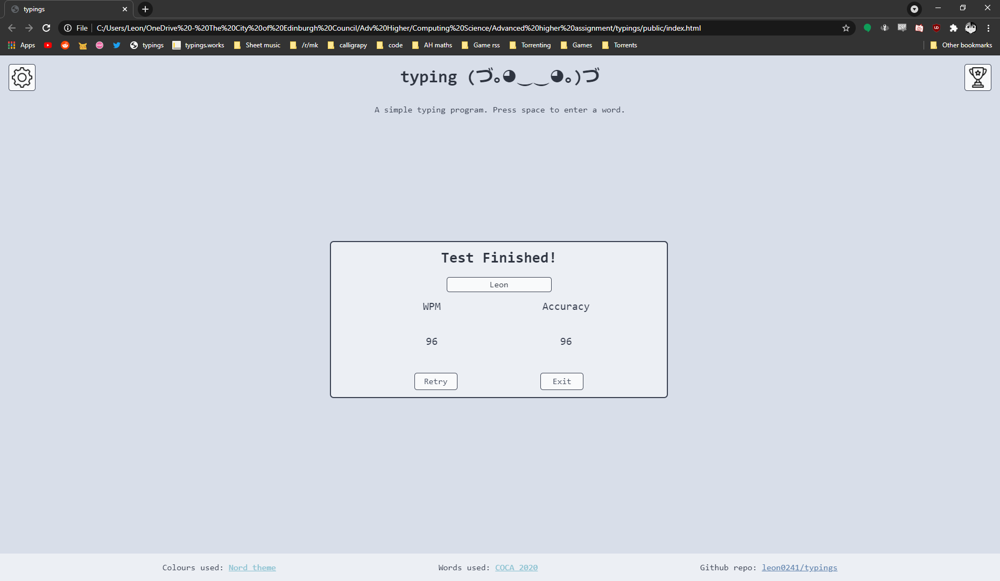 typings
File C:/Users/Leon/OneDrive%20-%20The%20City%20of%20Edinburgh%20Council/Adv%20Higher/Computing%20Science/Advanced%20higher%20assignment/typings/public/index.html
Apps typings typings.works Sheet music /r/mk calligrapy code AH maths Game rss Torrenting Games Torrents Other bookmarks
typing (づ｡◕‿‿◕｡)づ
A simple typing program. Press space to enter a word.
Test Finished!
Leon
WPM Accuracy
96 96
Retry Exit
Colours used: Nord theme Words used: COCA 2020 Github repo: leon0241/typings